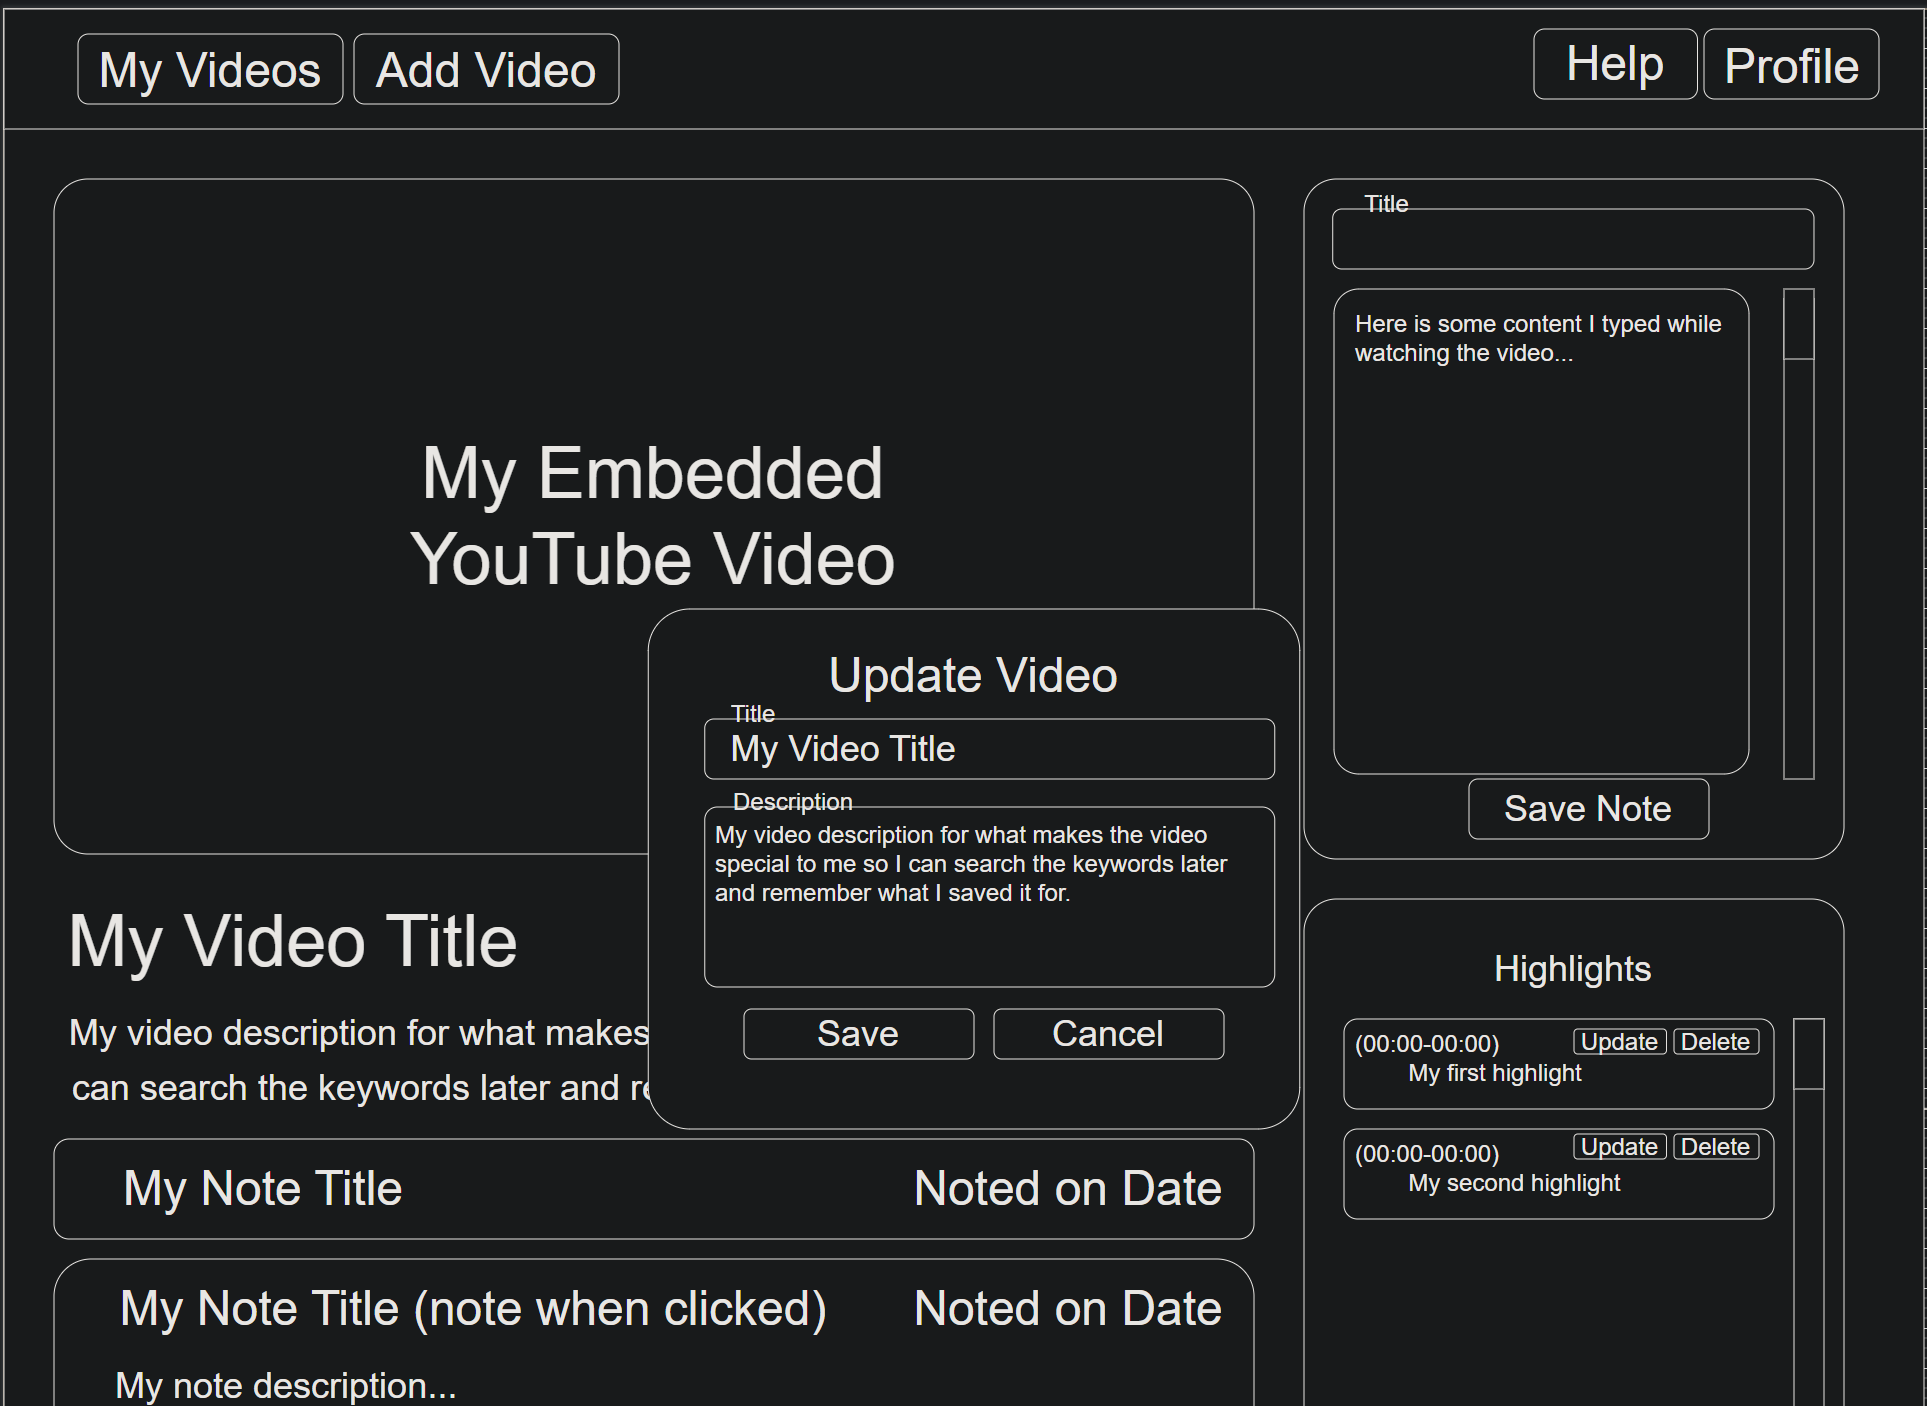 My Videos
Add Video
Help
Profile
My Embedded
YouTube Video
Title
Here is some content I typed while
watching the video...
Save Note
Update Video
Title
My Video Title
Description
My video description for what makes the video
special to me so I can search the keywords later
and remember what I saved it for.
Save
Cancel
My Video Title
My video description for what makes
can search the keywords later and
My Note Title
Noted on Date
My Note Title (note when clicked)
Noted on Date
My note description...
Highlights
(00:00-00:00)
Update
Delete
My first highlight
(00:00-00:00)
Update
Delete
My second highlight